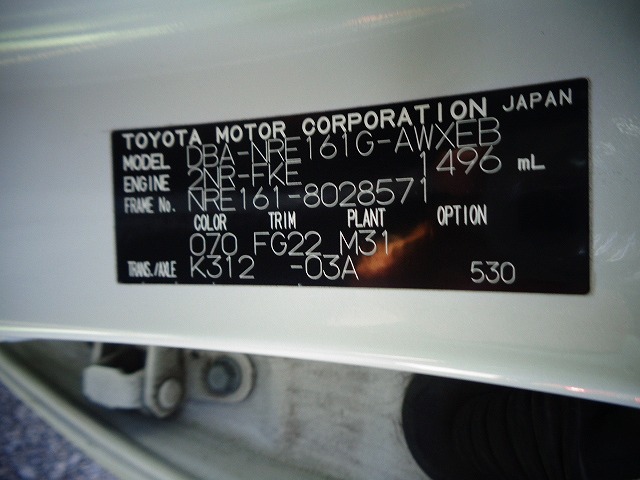 TOYOTA MOTOR CORPORATION JAPAN
MODEL DBA-NRE161G-AWXEB
ENGINE 2NR-FKE 1496 mL
FRAME No. NRE161-8028571
COLOR TRIM PLANT OPTION
070 FG22 M31
TRANS./AXLE K312 -03A 530